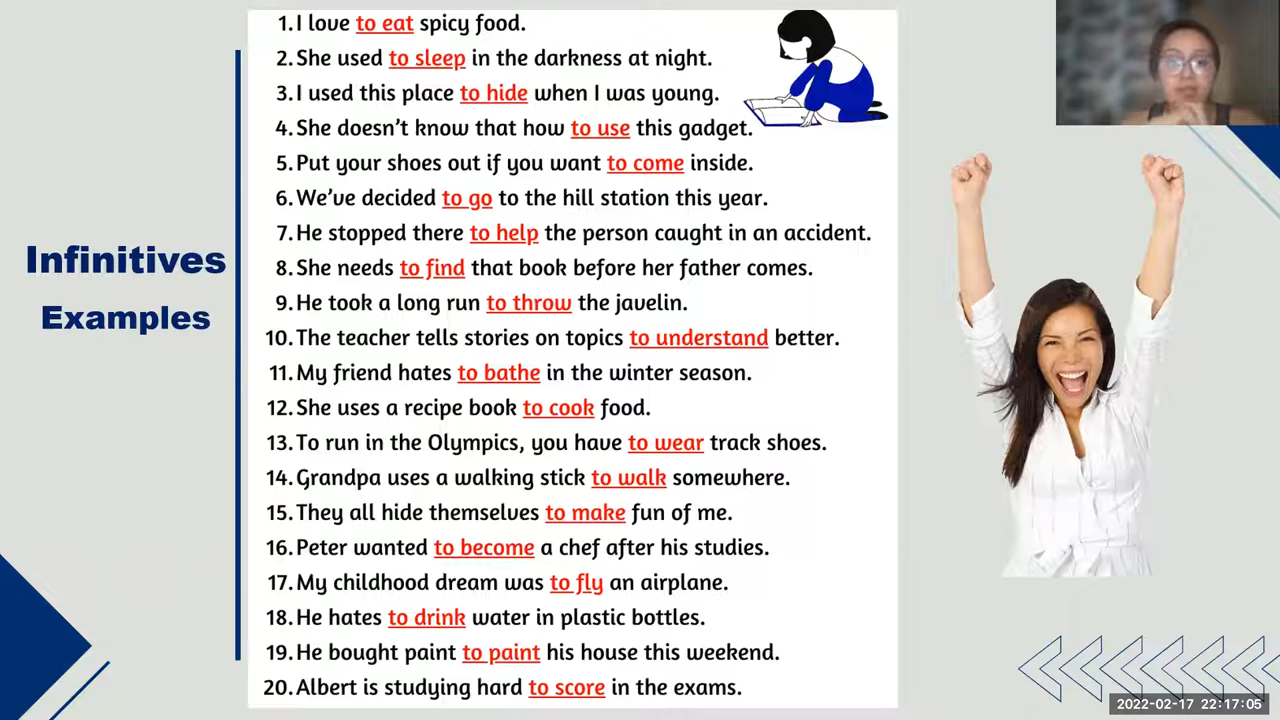 Infinitives
Examples
1. I love to eat spicy food.
2. She used to sleep in the darkness at night.
3. I used this place to hide when I was young.
4. She doesn't know that how to use this gadget.
5. Put your shoes out if you want to come inside.
6. We've decided to go to the hill station this year.
7. He stopped there to help the person caught in an accident.
8. She needs to find that book before her father comes.
9. He took a long run to throw the javelin.
10. The teacher tells stories on topics to understand better.
11. My friend hates to bathe in the winter season.
12. She uses a recipe book to cook food.
13. To run in the Olympics, you have to wear track shoes.
14. Grandpa uses a walking stick to walk somewhere.
15. They all hide themselves to make fun of me.
16. Peter wanted to become a chef after his studies.
17. My childhood dream was to fly an airplane.
18. He hates to drink water in plastic bottles.
19. He bought paint to paint his house this weekend.
20. Albert is studying hard to score in the exams.
2022-02-17 22:17:05